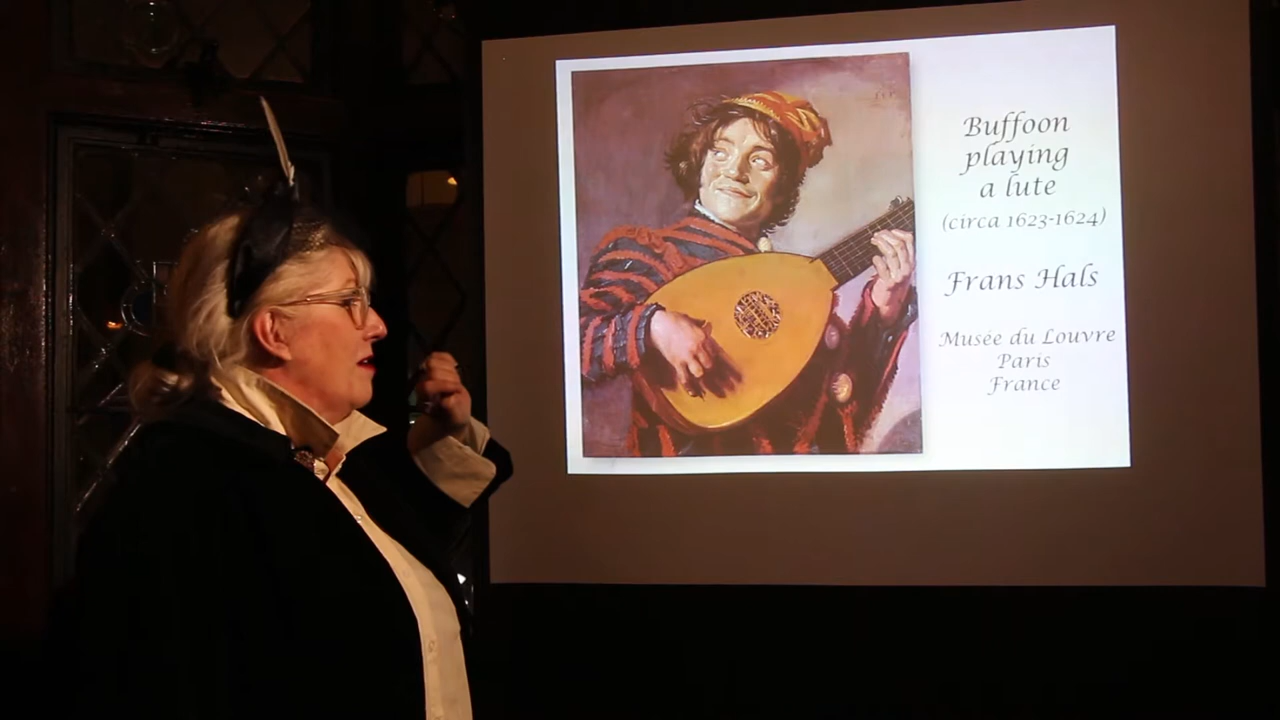 Buffoon
playing
a lute
(circa 1623-1624)
Frans Hals
Musée du Louvre
Paris
France